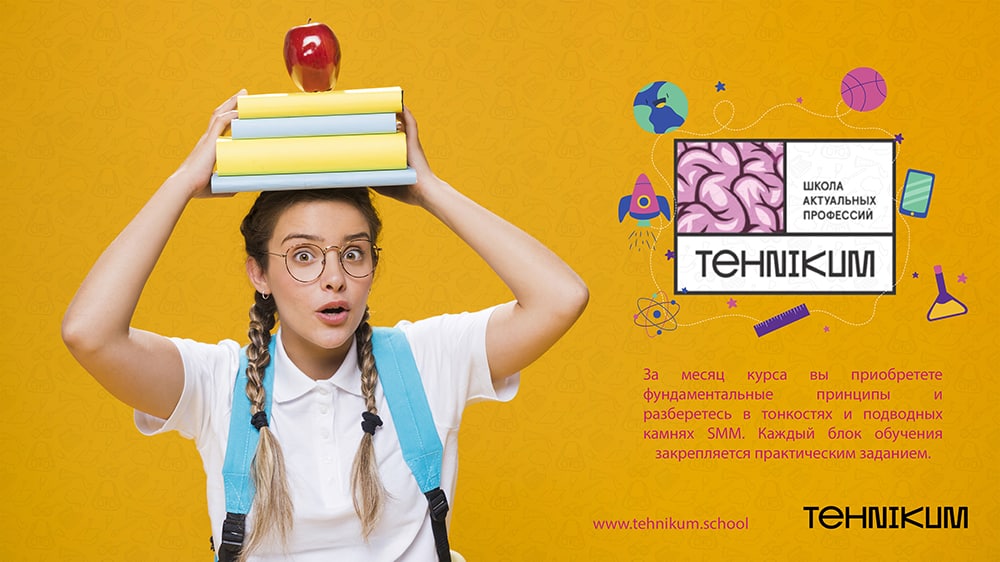 ШКОЛА
АКТУАЛЬНЫХ
ПРОФЕССИЙ
TEHNIKUM
За месяц курса вы приобретете
фундаментальные принципы и
разберетесь в тонкостях и подводных
камнях SMM. Каждый блок обучения
закрепляется практическим заданием.
www.tehnikum.school
TEHNIKUM